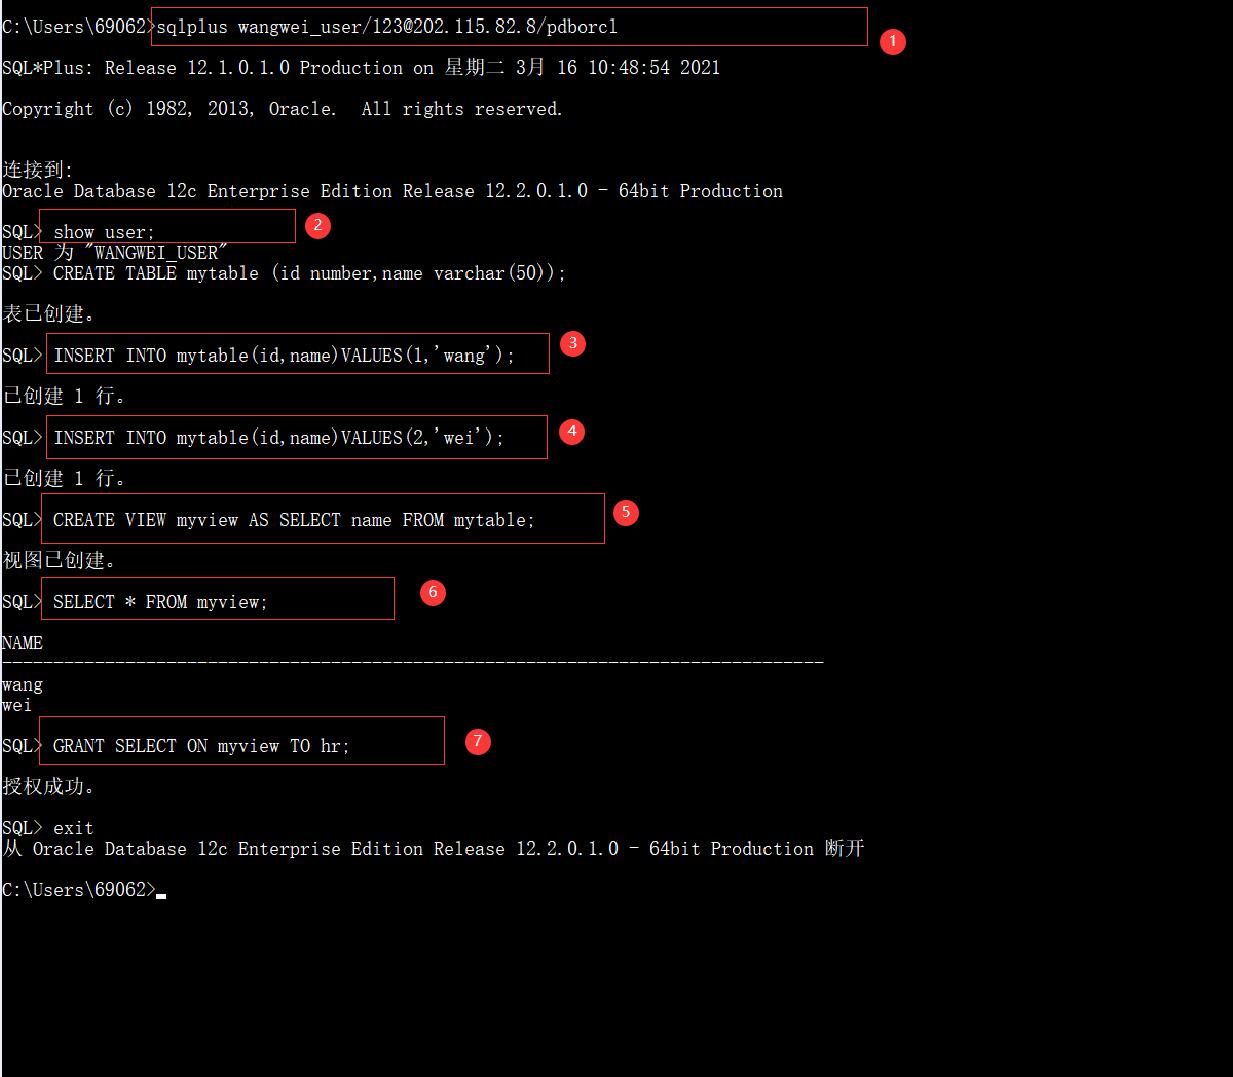 C:\Users\69062>sqlplus wangwei_user/123@202.115.82.8/pdborcl
1
SQL*Plus: Release 12.1.0.1.0 Production on 星期二 3月 16 10:48:54 2021
Copyright (c) 1982, 2013, Oracle.  All rights reserved.
连接到:
Oracle Database 12c Enterprise Edition Release 12.2.0.1.0 - 64bit Production
SQL> show user;
2
USER 为 "WANGWEI_USER"
SQL> CREATE TABLE mytable (id number,name varchar(50));
表已创建。
SQL> INSERT INTO mytable(id,name)VALUES(1,'wang');
3
已创建 1 行。
SQL> INSERT INTO mytable(id,name)VALUES(2,'wei');
4
已创建 1 行。
SQL> CREATE VIEW myview AS SELECT name FROM mytable;
5
视图已创建。
SQL> SELECT * FROM myview;
6
NAME
--------------------------------------------------------------------------------
wang
wei
SQL> GRANT SELECT ON myview TO hr;
7
授权成功。
SQL> exit
从 Oracle Database 12c Enterprise Edition Release 12.2.0.1.0 - 64bit Production 断开
C:\Users\69062>